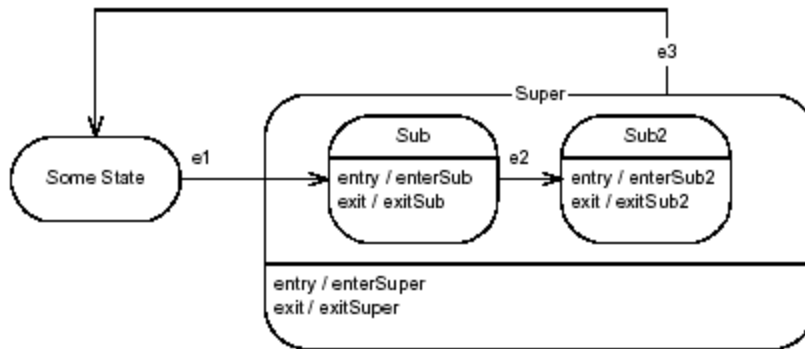 e3
Super
Sub
Sub2
e1
e2
Some State
entry / enterSub
exit / exitSub
entry / enterSub2
exit / exitSub2
entry / enterSuper
exit / exitSuper